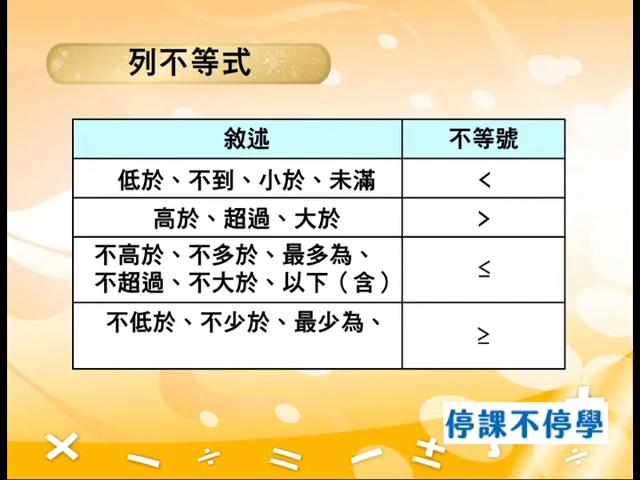 列不等式
敘述 不等號
低於、不到、小於、未滿 <
高於、超過、大於 >
不高於、不多於、最多為、
不超過、不大於、以下（含） ≤
不低於、不少於、最少為、 ≥
停課不停學